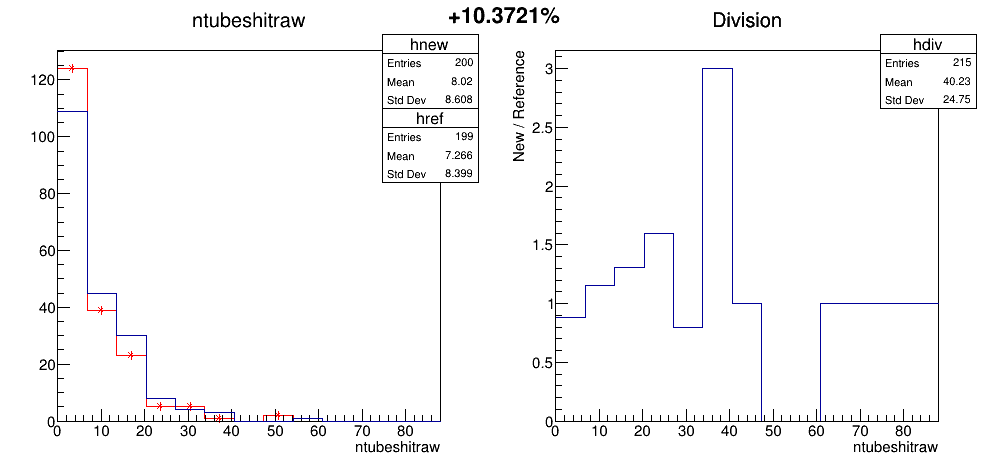 +10.3721%
ntubeshitraw
hnew
Entries 200
Mean 8.02
Std Dev 8.608
href
Entries 199
Mean 7.266
Std Dev 8.399
120
100
80
60
40
20
0
0 10 20 30 40 50 60 70 80
ntubeshitraw
Division
hdiv
Entries 215
Mean 40.23
Std Dev 24.75
New / Reference
3
2.5
2
1.5
1
0.5
0
0 10 20 30 40 50 60 70 80
ntubeshitraw